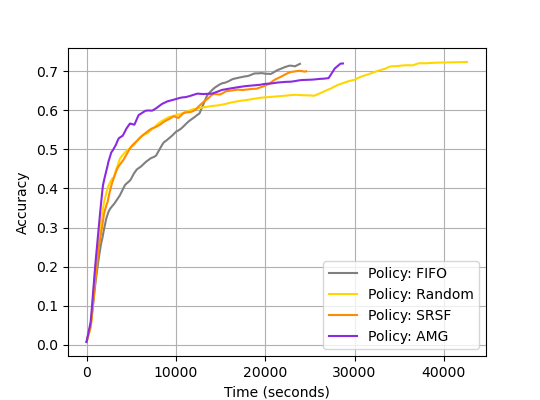 0.7
0.6
0.5
0.4
0.3
0.2
0.1
0.0
Accuracy
0 10000 20000 30000 40000
Time (seconds)
Policy: FIFO
Policy: Random
Policy: SRSF
Policy: AMG